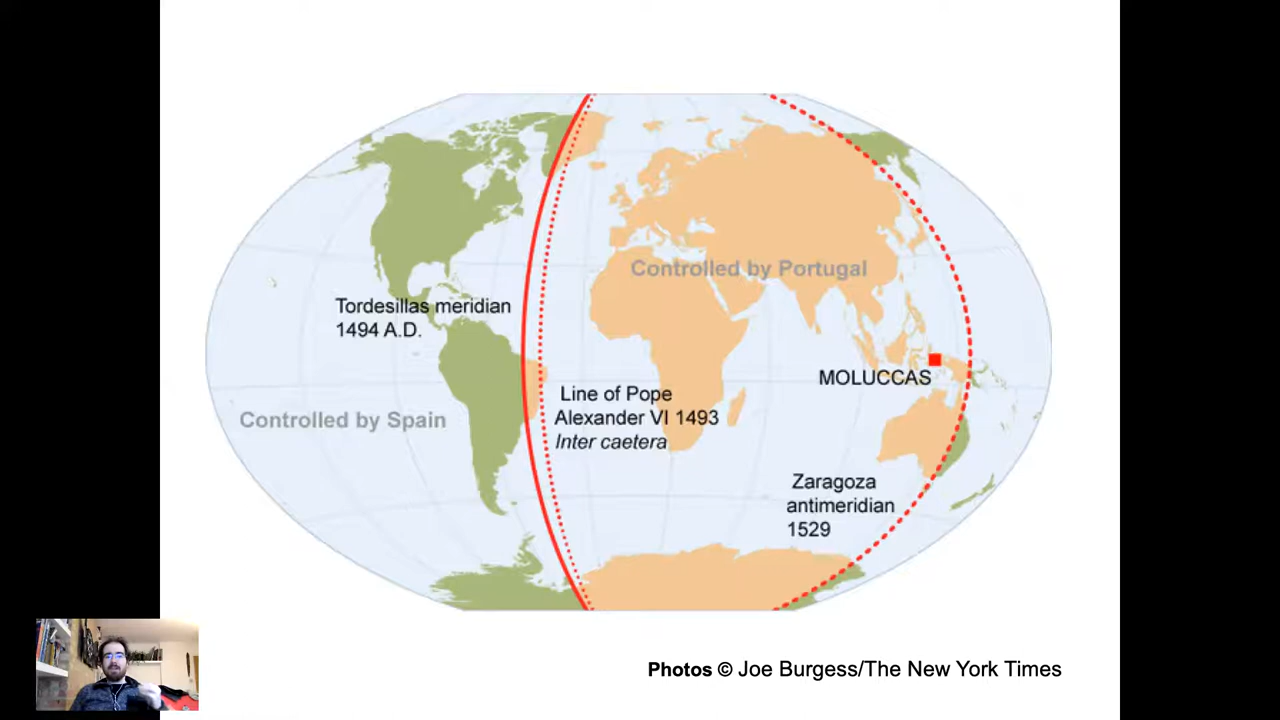 Controlled by Portugal
Tordesillas meridian
1494 A.D.
MOLUCCAS
Line of Pope
Alexander VI 1493
Inter caetera
Controlled by Spain
Zaragoza
antimeridian
1529
Photos © Joe Burgess/The New York Times